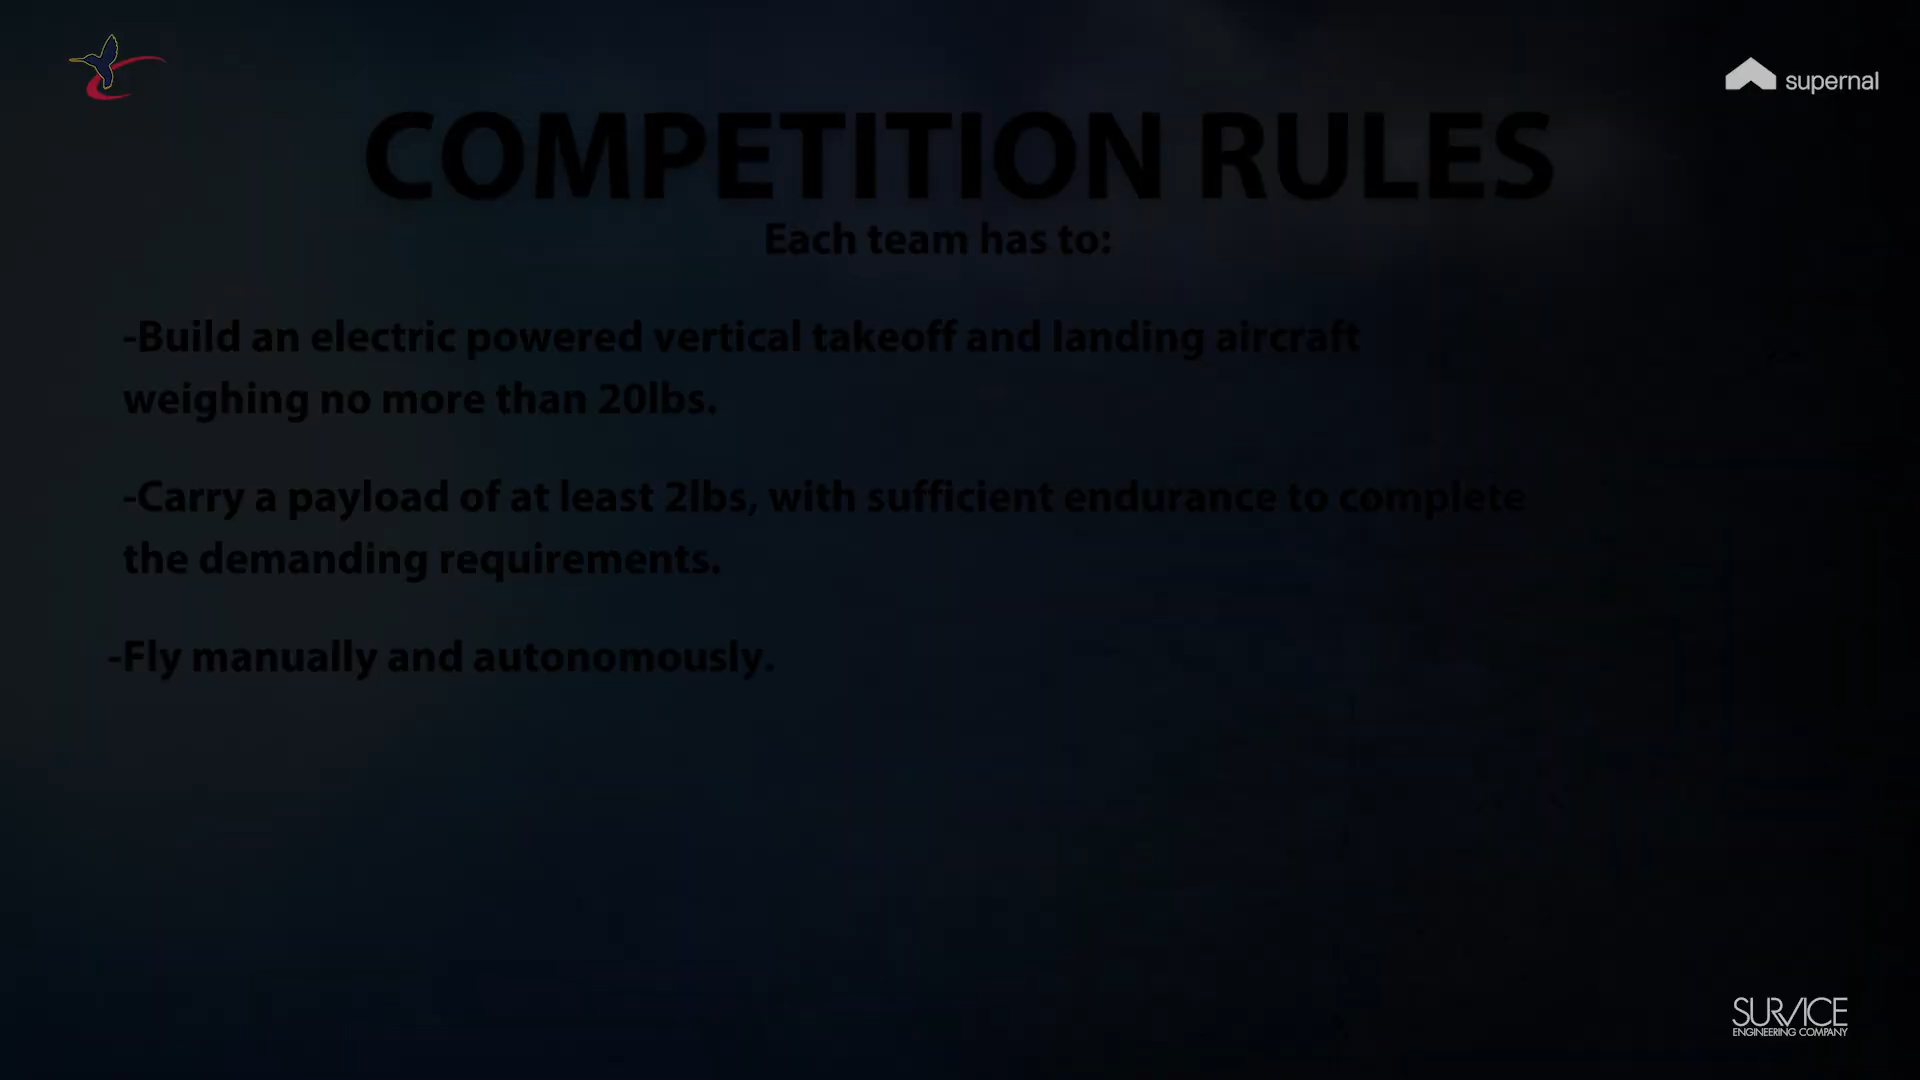 supernal
COMPETITION RULES
Each team has to:
-Build an electric powered vertical takeoff and landing aircraft
weighing no more than 20lbs.
-Carry a payload of at least 2lbs, with sufficient endurance to complete
the demanding requirements.
-Fly manually and autonomously.
SURVICE
ENGINEERING COMPANY